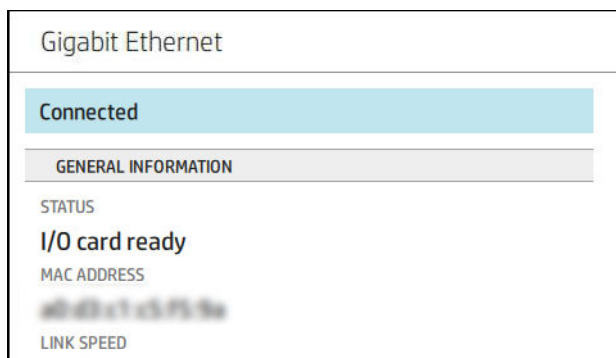 Gigabit Ethernet
Connected
GENERAL INFORMATION
STATUS
I/O card ready
MAC ADDRESS
LINK SPEED